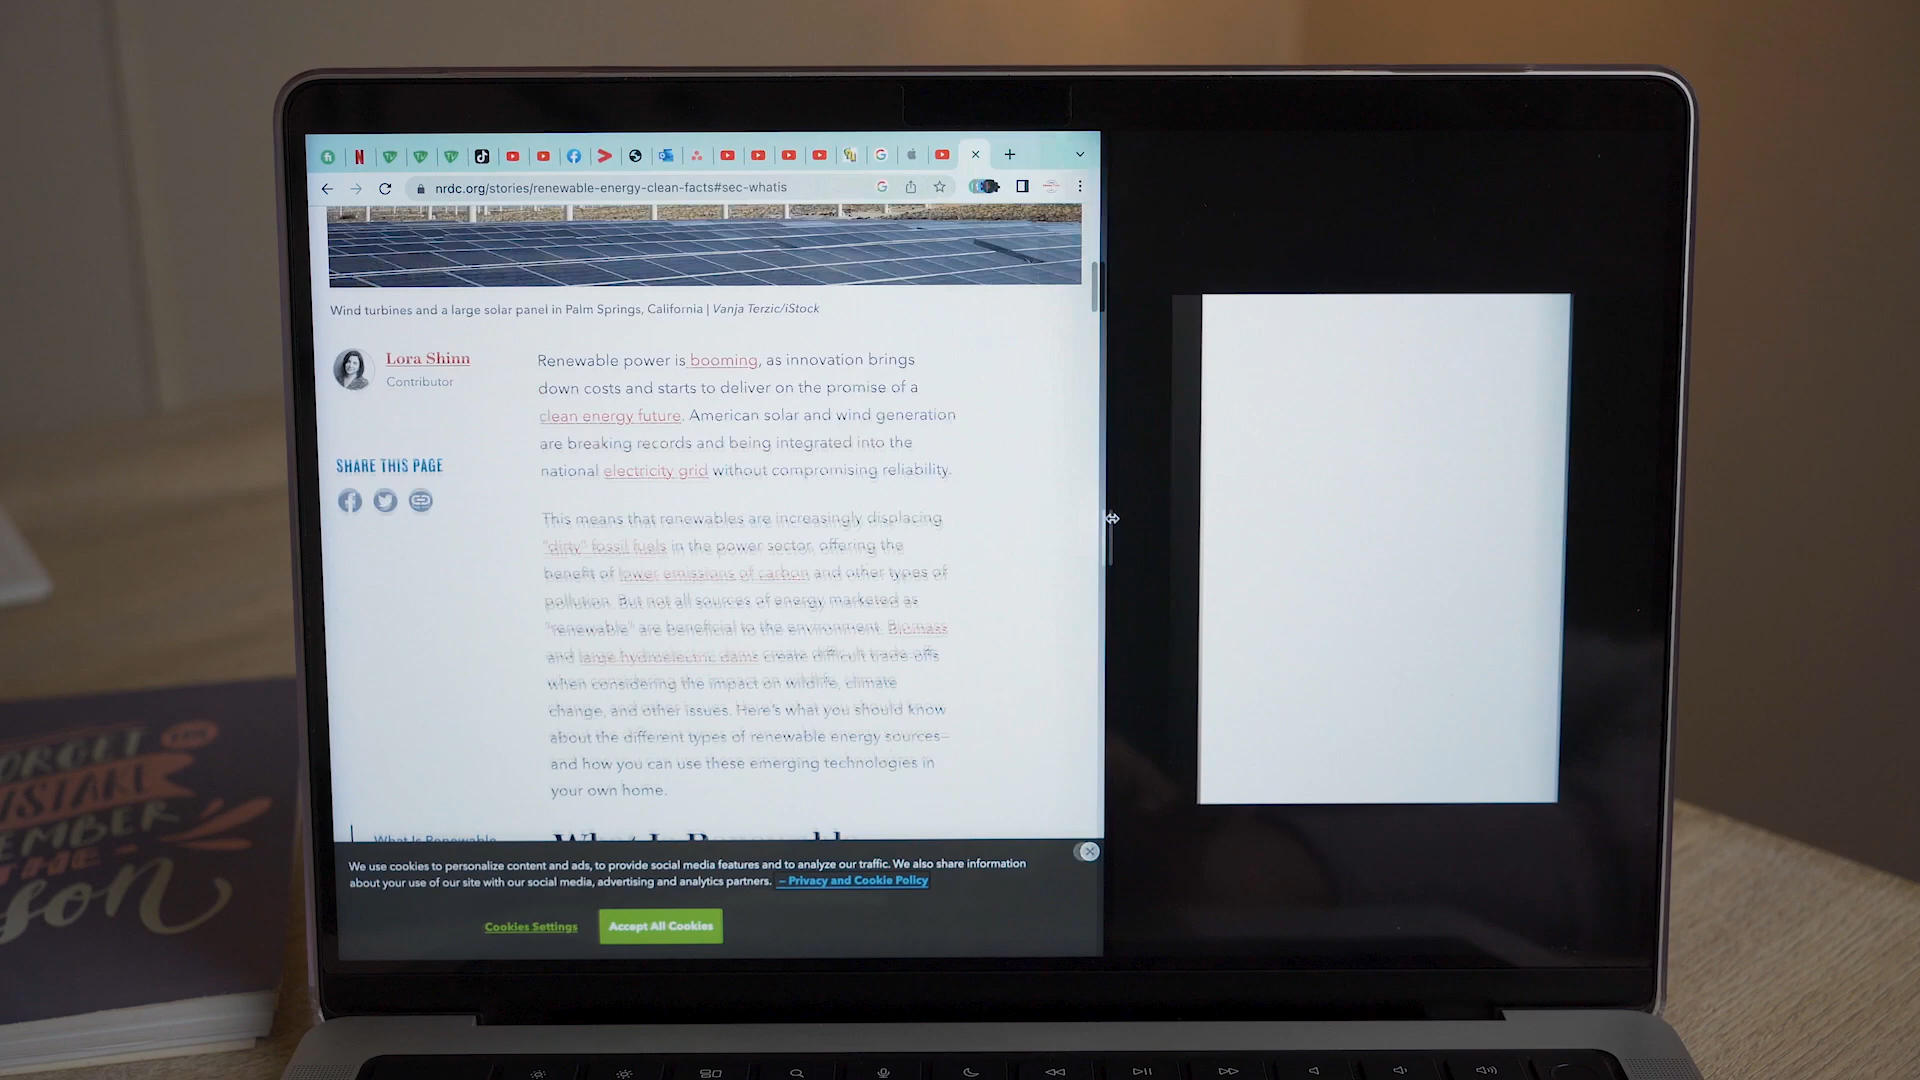 nrdc.org/stories/renewable-energy-clean-facts#sec-whatis
Wind turbines and a large solar panel in Palm Springs, California | Vanja Terzic/iStock
Lora Shinn
Contributor
SHARE THIS PAGE
Renewable power is booming, as innovation brings
down costs and starts to deliver on the promise of a
clean energy future. American solar and wind generation
are breaking records and being integrated into the
national electricity grid without compromising reliability.
This means that renewables are increasingly displacing
"dirty" fossil fuels in the power sector, offering the
benefit of lower emissions of carbon and other types of
pollution. But not all sources of energy marketed as
"renewable" are beneficial to the environment. Biomass
and large hydroelectric dams create difficult trade-offs
when considering the impact on wildlife, climate
change, and other issues. Here's what you should know
about the different types of renewable energy sources—
and how you can use these emerging technologies in
your own home.
What Is Renewable
What Is Renewable
We use cookies to personalize content and ads, to provide social media features and to analyze our traffic. We also share information
about your use of our site with our social media, advertising and analytics partners. – Privacy and Cookie Policy
Cookies Settings
Accept All Cookies